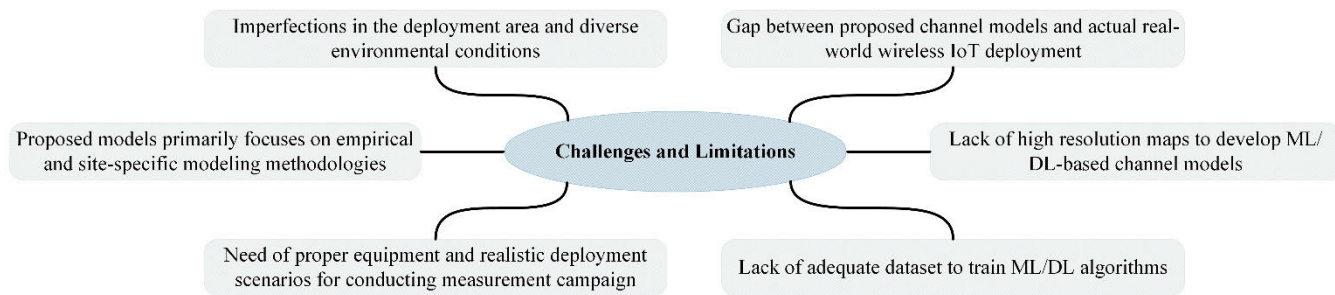 Imperfections in the deployment area and diverse
environmental conditions
Gap between proposed channel models and actual real-
world wireless IoT deployment
Proposed models primarily focuses on empirical
and site-specific modeling methodologies
Challenges and Limitations
Lack of high resolution maps to develop ML/
DL-based channel models
Need of proper equipment and realistic deployment
scenarios for conducting measurement campaign
Lack of adequate dataset to train ML/DL algorithms